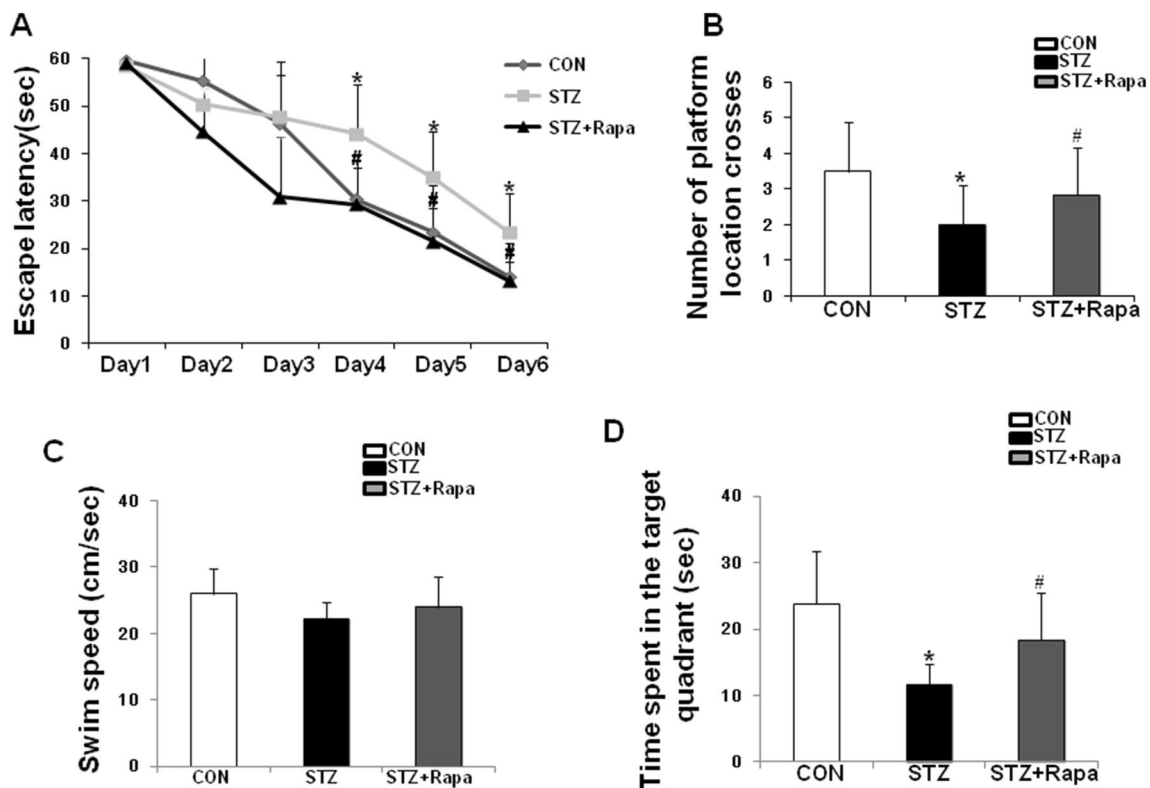 A
Escape latency(sec)
60
50
40
30
20
10
0
Day1 Day2 Day3 Day4 Day5 Day6
CON
STZ
STZ+Rapa
* * *
# # #
B
CON
STZ
STZ+Rapa
Number of platform
location crosses
6
5
4
3
2
1
0
* #
CON STZ STZ+Rapa
C
CON
STZ
STZ+Rapa
Swim speed (cm/sec)
40
30
20
10
0
CON STZ STZ+Rapa
D
CON
STZ
STZ+Rapa
Time spent in the target
quadrant (sec)
40
30
20
10
0
* #
CON STZ STZ+Rapa